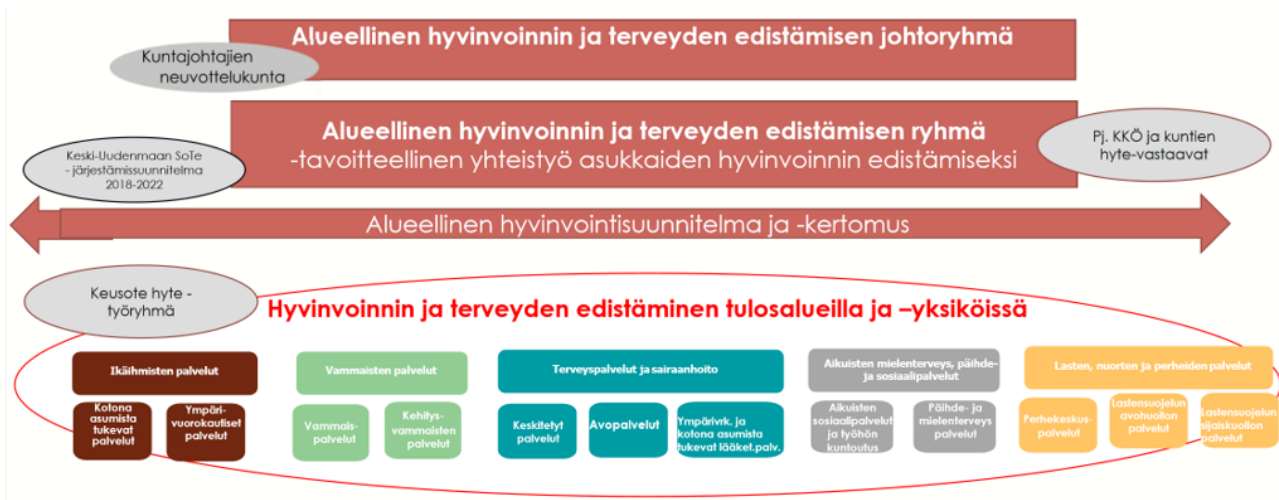 Alueellinen hyvinvoinnin ja terveyden edistämisen johtoryhmä
Kuntajohtajien
neuvottelukunta
Alueellinen hyvinvoinnin ja terveyden edistämisen ryhmä
-tavoitteellinen yhteistyö asukkaiden hyvinvoinnin edistämiseksi
Keski-Uudenmaan SoTe
- järjestämissuunnitelma
2018-2022
Pj. KKÖ ja kuntien
hyte-vastaavat
Alueellinen hyvinvointisuunnitelma ja -kertomus
Keusote hyte -
työryhmä
Hyvinvoinnin ja terveyden edistäminen tulosalueilla ja –yksiköissä
Ikäihmisten palvelut
Kotona
asumista
tukevat
palvelut
Ympäri-
vuorokautiset
palvelut
Vammaisten palvelut
Vammais-
palvelut
Kehitys-
vammaisten
palvelut
Terveyspalvelut ja sairaanhoito
Keskitetyt
palvelut
Avopalvelut
Ympärivrk. ja
kotona asumista
tukevat lääket.palv.
Aikuisten mielenterveys, päihde-
ja sosiaalipalvelut
Aikuisten
sosiaalipalvelut
ja työhön
kuntoutus
Päihde- ja
mielenterveys
palvelut
Lasten, nuorten ja perheiden palvelut
Perhekeskus-
palvelut
Lastensuojelun
avohuollon
palvelut
Lastensuojelun
sijaishuollon
palvelut